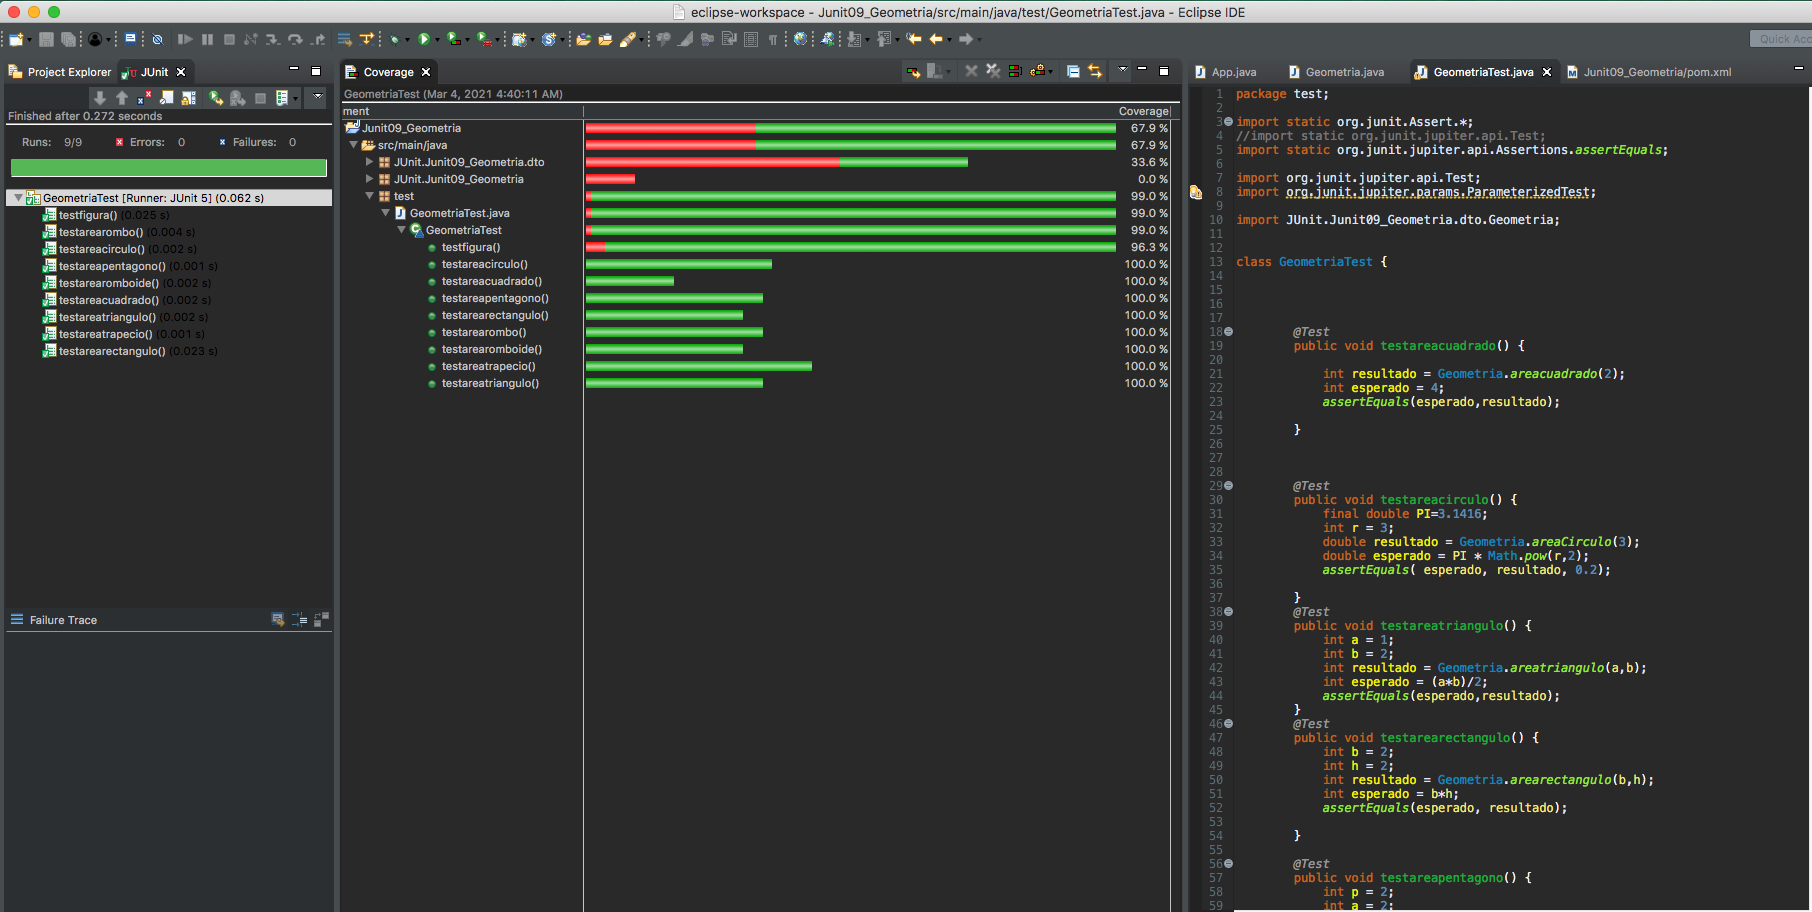 eclipse-workspace - Junit09_Geometria/src/main/java/test/GeometriaTest.java - Eclipse IDE
Project Explorer
JUnit
Finished after 0.272 seconds
Runs: 9/9
Errors: 0
Failures: 0
GeometriaTest [Runner: JUnit 5] (0.062 s)
testfigura() (0.025 s)
testarearombo() (0.004 s)
testareacirculo() (0.002 s)
testareapentagono() (0.001 s)
testarearomboide() (0.002 s)
testareacuadrado() (0.002 s)
testareatriangulo() (0.002 s)
testareatrapecio() (0.001 s)
testarearectangulo() (0.023 s)
Failure Trace
Coverage
GeometriaTest (Mar 4, 2021 4:40:11 AM)
ment Coverage
Junit09_Geometria 67.9 %
src/main/java 67.9 %
JUnit.Junit09_Geometria.dto 33.6 %
JUnit.Junit09_Geometria 0.0 %
test 99.0 %
GeometriaTest.java 99.0 %
GeometriaTest 99.0 %
testfigura() 96.3 %
testareacirculo() 100.0 %
testareacuadrado() 100.0 %
testareapentagono() 100.0 %
testarearectangulo() 100.0 %
testarearombo() 100.0 %
testarearomboide() 100.0 %
testareatrapecio() 100.0 %
testareatriangulo() 100.0 %
Quick Acc
App.java
Geometria.java
GeometriaTest.java
Junit09_Geometria/pom.xml
1 package test;
2
3 import static org.junit.Assert.*;
4 //import static org.junit.jupiter.api.Test;
5 import static org.junit.jupiter.api.Assertions.assertEquals;
6
7 import org.junit.jupiter.api.Test;
8 import org.junit.jupiter.params.ParameterizedTest;
9
10 import JUnit.Junit09_Geometria.dto.Geometria;
11
12
13 class GeometriaTest {
14
15
16
17
18 @Test
19 public void testareacuadrado() {
20
21 int resultado = Geometria.areacuadrado(2);
22 int esperado = 4;
23 assertEquals(esperado,resultado);
24
25 }
26
27
28
29 @Test
30 public void testareacirculo() {
31 final double PI=3.1416;
32 int r = 3;
33 double resultado = Geometria.areaCirculo(3);
34 double esperado = PI * Math.pow(r,2);
35 assertEquals( esperado, resultado, 0.2);
36
37 }
38 @Test
39 public void testareatriangulo() {
40 int a = 1;
41 int b = 2;
42 int resultado = Geometria.areatriangulo(a,b);
43 int esperado = (a*b)/2;
44 assertEquals(esperado,resultado);
45 }
46 @Test
47 public void testarearectangulo() {
48 int b = 2;
49 int h = 2;
50 int resultado = Geometria.arearectangulo(b,h);
51 int esperado = b*h;
52 assertEquals(esperado, resultado);
53
54 }
55
56 @Test
57 public void testareapentagono() {
58 int p = 2;
59 int a = 2;